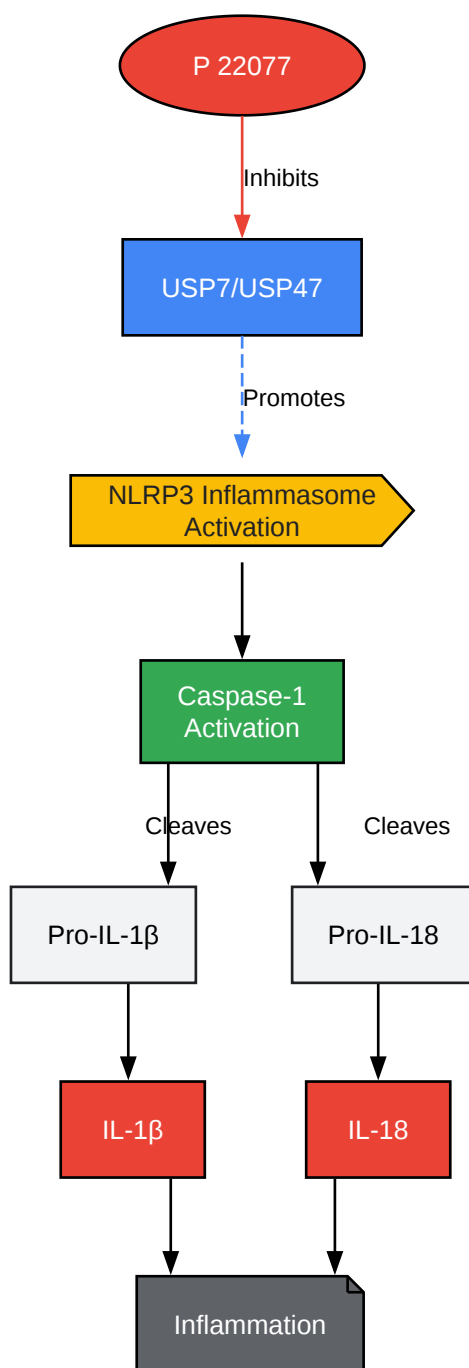 P 22077
Inhibits
USP7/USP47
Promotes
NLRP3 Inflammasome
Activation
Caspase-1
Activation
Cleaves
Cleaves
Pro-IL-1β
Pro-IL-18
IL-1β
IL-18
Inflammation